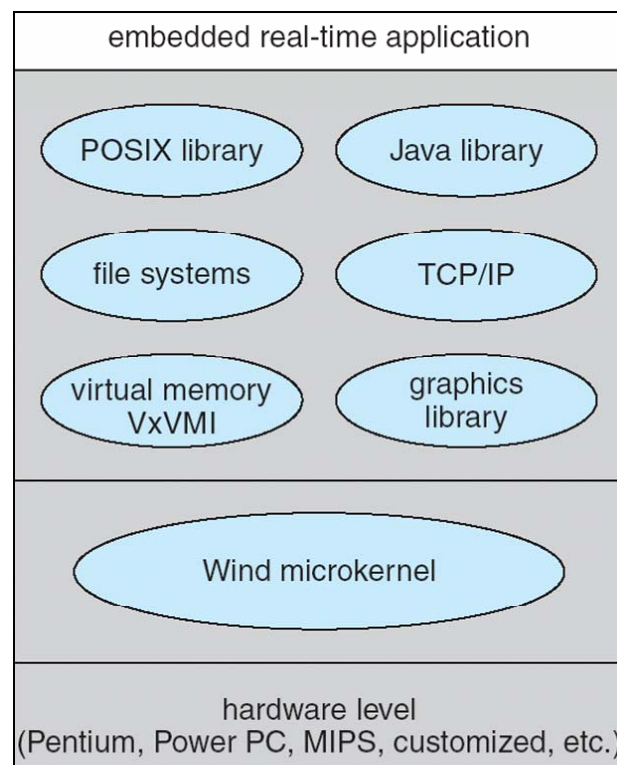 embedded real-time application
POSIX library
Java library
file systems
TCP/IP
virtual memory
VxVMI
graphics
library
Wind microkernel
hardware level
(Pentium, Power PC, MIPS, customized, etc.)